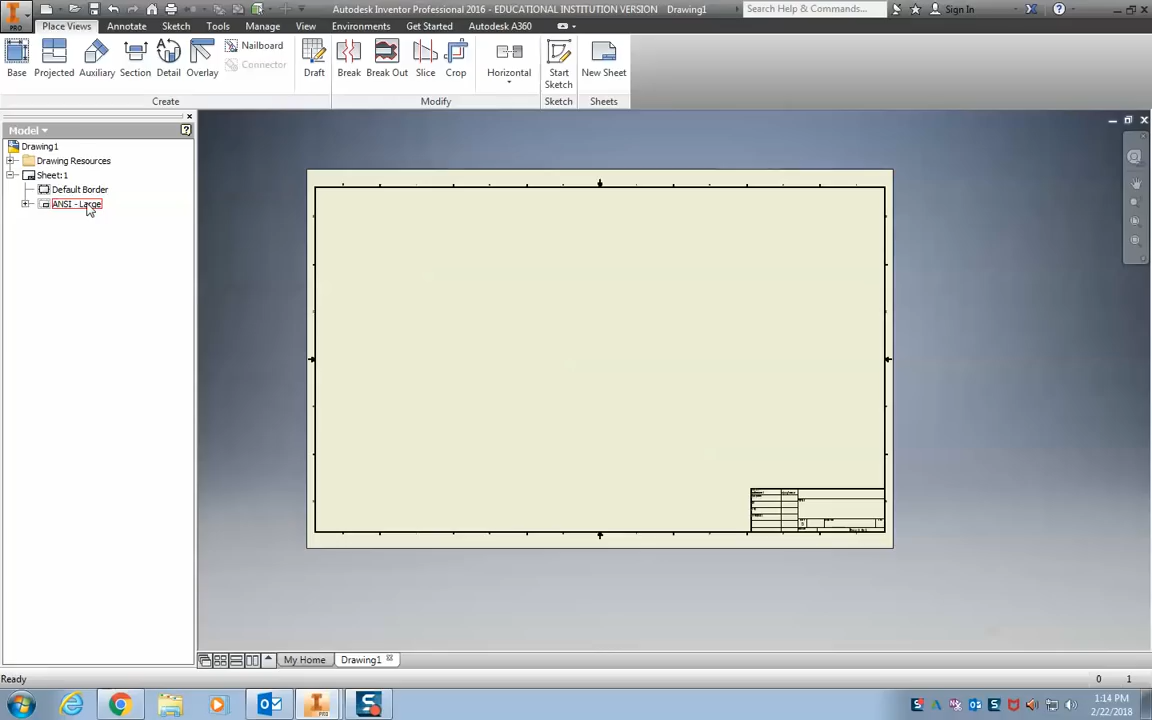 Autodesk Inventor Professional 2016 - EDUCATIONAL INSTITUTION VERSION Drawing1
Search Help & Commands...
Sign In
PRO
Place Views
Annotate
Sketch
Tools
Manage
View
Environments
Get Started
Autodesk A360
Base
Projected
Auxiliary
Section
Detail
Overlay
Nailboard
Connector
Draft
Break
Break Out
Slice
Crop
Horizontal
Start
Sketch
New Sheet
Create
Modify
Sketch
Sheets
Model
Drawing1
Drawing Resources
Sheet:1
Default Border
ANSI - Large
My Home
Drawing1
Ready
0
1
1:14 PM
2/22/2018